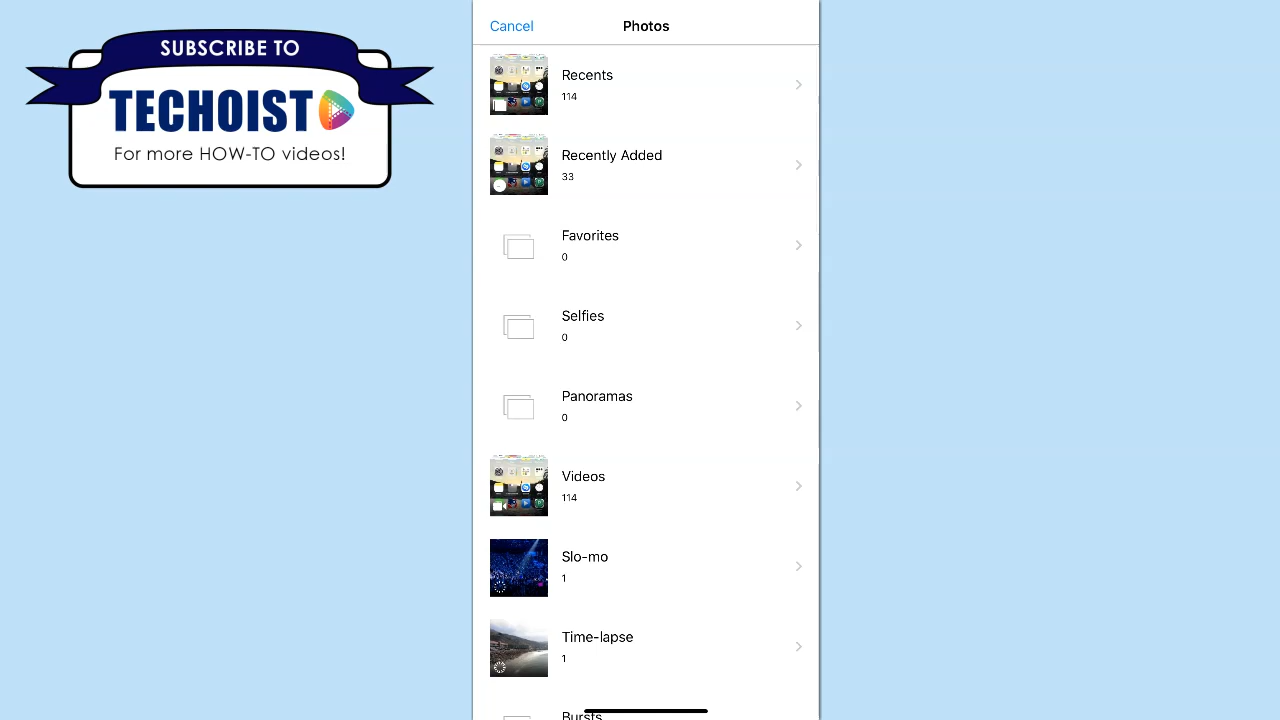 SUBSCRIBE TO
TECHOIST
For more HOW-TO videos!
Cancel
Photos
Recents
114
Recently Added
33
Favorites
0
Selfies
0
Panoramas
0
Videos
114
Slo-mo
1
Time-lapse
1
Bursts